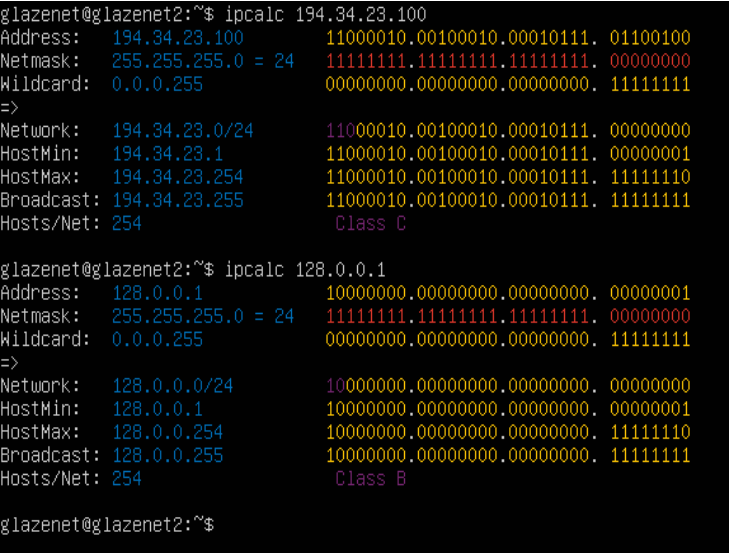 glazenet@glazenet2:~$ ipcalc 194.34.23.100
Address:   194.34.23.100        11000010.00100010.00010111. 01100100
Netmask:   255.255.255.0 = 24   11111111.11111111.11111111. 00000000
Wildcard:  0.0.0.255            00000000.00000000.00000000. 11111111
=>
Network:   194.34.23.0/24       11000010.00100010.00010111. 00000000
HostMin:   194.34.23.1          11000010.00100010.00010111. 00000001
HostMax:   194.34.23.254        11000010.00100010.00010111. 11111110
Broadcast: 194.34.23.255        11000010.00100010.00010111. 11111111
Hosts/Net: 254                   Class C
glazenet@glazenet2:~$ ipcalc 128.0.0.1
Address:   128.0.0.1            10000000.00000000.00000000. 00000001
Netmask:   255.255.255.0 = 24   11111111.11111111.11111111. 00000000
Wildcard:  0.0.0.255            00000000.00000000.00000000. 11111111
=>
Network:   128.0.0.0/24         10000000.00000000.00000000. 00000000
HostMin:   128.0.0.1            10000000.00000000.00000000. 00000001
HostMax:   128.0.0.254          10000000.00000000.00000000. 11111110
Broadcast: 128.0.0.255          10000000.00000000.00000000. 11111111
Hosts/Net: 254                   Class B
glazenet@glazenet2:~$